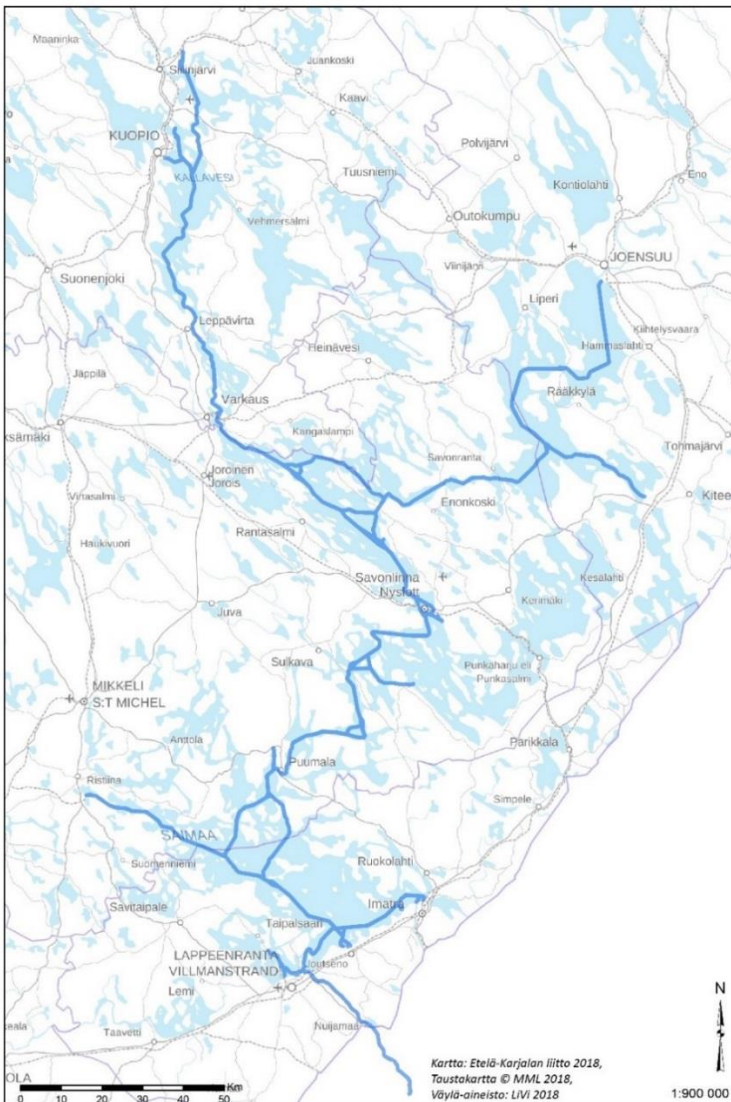 Maaninka
Siilinjärvi
Juankoski
Kaavi
KUOPIO
Polvijärvi
KALLAVESI
Tuusniemi
Kontiolahti
Eno
Vehmersalmi
Outokumpu
Viinijärvi
JOENSUU
Suonenjoki
Liperi
Leppävirta
Kiihtelysvaara
Heinävesi
Hammaslahti
Jäppilä
Rääkkylä
Varkaus
Kangaslampi
ksämäki
Tohmajärvi
Savonranta
Joroinen
Jorois
Kitee
Virtasalmi
Enonkoski
Rantasalmi
Haukivuori
Savonlinna
Nyslott
Kesälahti
Kerimäki
Juva
Sulkava
Punkaharju eli
Punkasalmi
MIKKELI
S:T MICHEL
Anttola
Parikkala
Puumala
Ristiina
Simpele
SAIMAA
Suomenniemi
Ruokolahti
Savitaipale
Imatra
Taipalsaari
LAPPEENRANTA
VILLMANSTRAND
Joutseno
Lemi
Nuijamaa
Taavetti
N
OLA
Km
0 10 20 30 40 50
Kartta: Etelä-Karjalan liitto 2018,
Taustakartta © MML 2018,
Väylä-aineisto: LiVi 2018
1:900 000